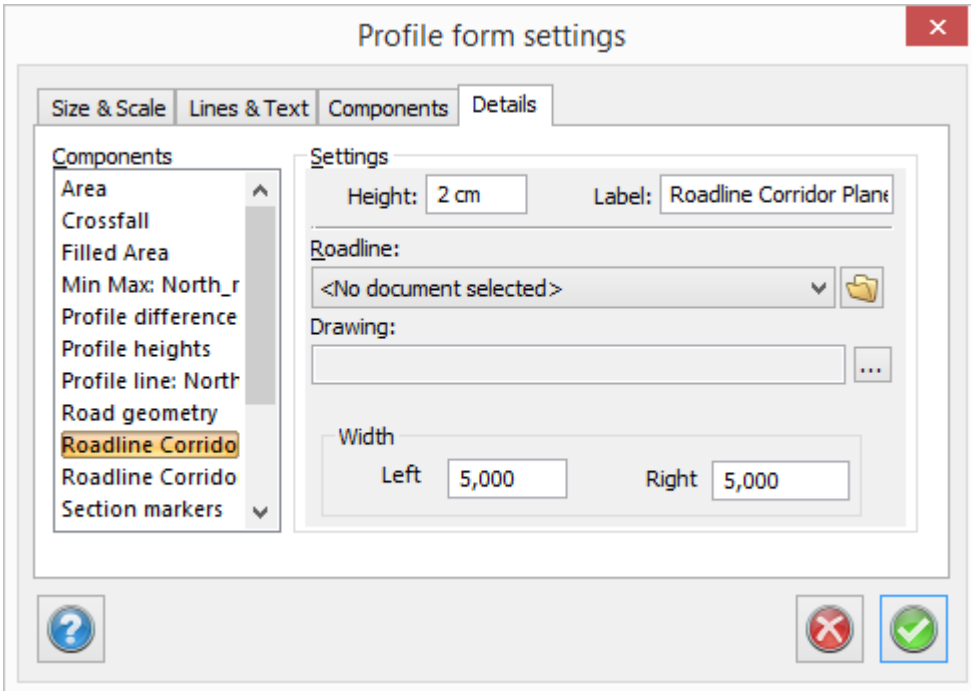 Profile form settings
Size & Scale Lines & Text Components Details
Components
Area
Crossfall
Filled Area
Min Max: North_r
Profile difference
Profile heights
Profile line: North
Road geometry
Roadline Corrido
Roadline Corrido
Section markers
Settings
Height: 2 cm Label: Roadline Corridor Plane
Roadline:
<No document selected>
Drawing:
...
Width
Left 5,000 Right 5,000
?